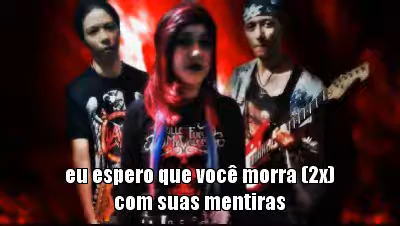 eu espero que você morra (2x)
com suas mentiras